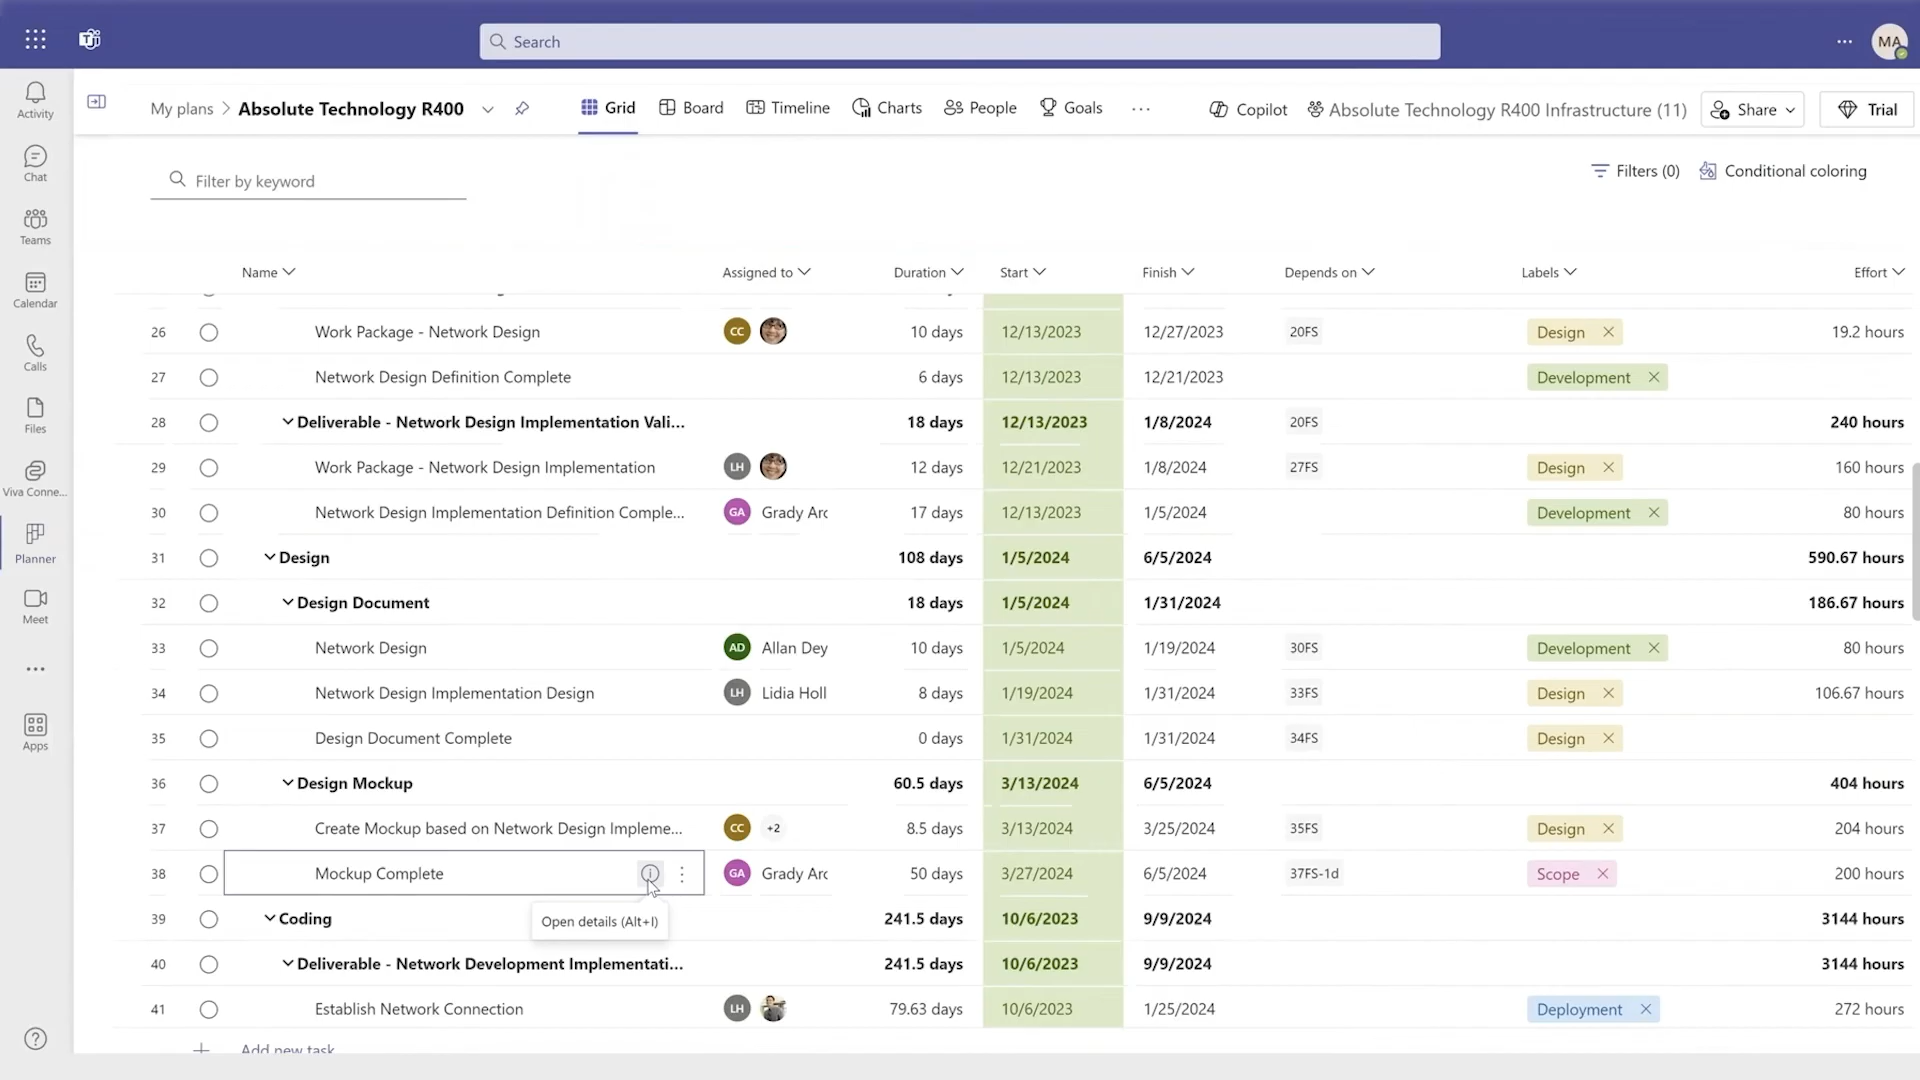 Search
MA
Activity
Chat
Teams
Calendar
Calls
Files
Viva Conne...
Planner
Meet
Apps
My plans > Absolute Technology R400
Grid Board Timeline Charts People Goals ...
Copilot Absolute Technology R400 Infrastructure (11) Share Trial
Filter by keyword
Filters (0) Conditional coloring
Name Assigned to Duration Start Finish Depends on Labels Effort
26 Work Package - Network Design CC 10 days 12/13/2023 12/27/2023 20FS Design 19.2 hours
27 Network Design Definition Complete 6 days 12/13/2023 12/21/2023 Development
28 Deliverable - Network Design Implementation Vali... 18 days 12/13/2023 1/8/2024 20FS 240 hours
29 Work Package - Network Design Implementation LH 12 days 12/21/2023 1/8/2024 27FS Design 160 hours
30 Network Design Implementation Definition Comple... GA Grady Arc 17 days 12/13/2023 1/5/2024 Development 80 hours
31 Design 108 days 1/5/2024 6/5/2024 590.67 hours
32 Design Document 18 days 1/5/2024 1/31/2024 186.67 hours
33 Network Design AD Allan Dey 10 days 1/5/2024 1/19/2024 30FS Development 80 hours
34 Network Design Implementation Design LH Lidia Holl 8 days 1/19/2024 1/31/2024 33FS Design 106.67 hours
35 Design Document Complete 0 days 1/31/2024 1/31/2024 34FS Design
36 Design Mockup 60.5 days 3/13/2024 6/5/2024 404 hours
37 Create Mockup based on Network Design Impleme... CC +2 8.5 days 3/13/2024 3/25/2024 35FS Design 204 hours
38 Mockup Complete GA Grady Arc 50 days 3/27/2024 6/5/2024 37FS-1d Scope 200 hours
Open details (Alt+I)
39 Coding 241.5 days 10/6/2023 9/9/2024 3144 hours
40 Deliverable - Network Development Implementati... 241.5 days 10/6/2023 9/9/2024 3144 hours
41 Establish Network Connection LH 79.63 days 10/6/2023 1/25/2024 Deployment 272 hours
Add new task